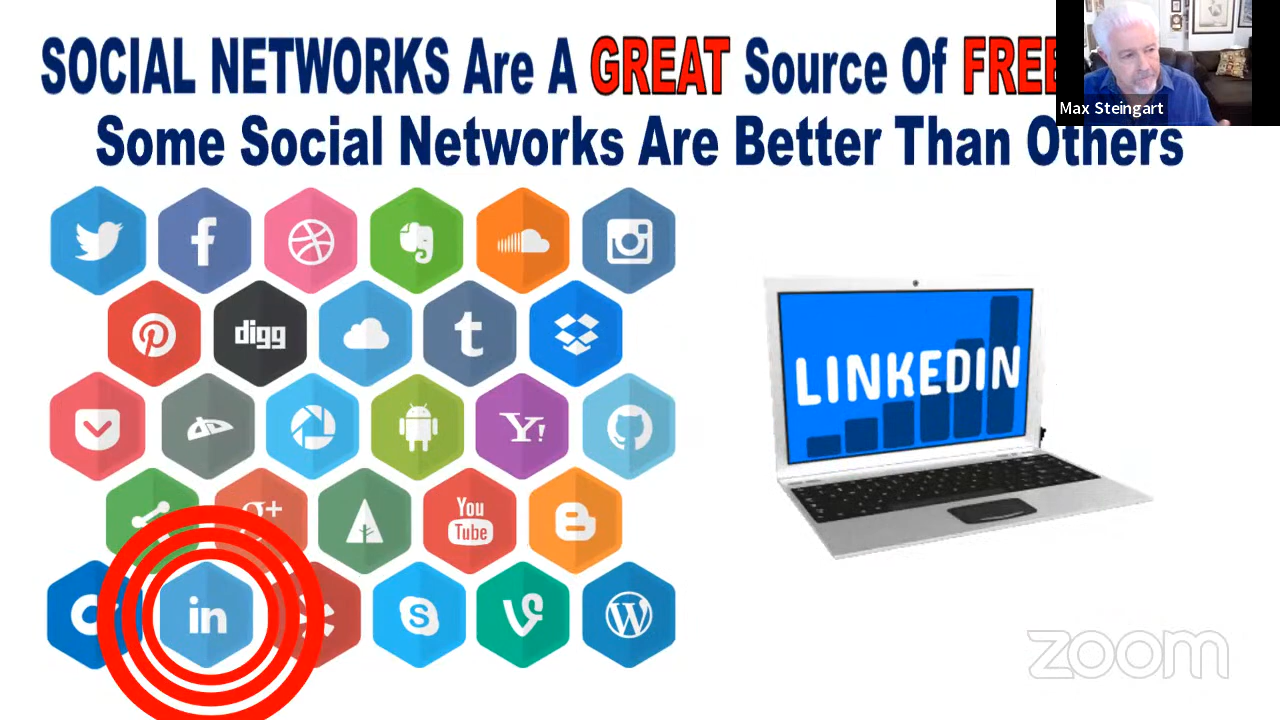 SOCIAL NETWORKS Are A GREAT Source Of FREE
Max Steingart
Some Social Networks Are Better Than Others
digg
t
LINKEDIN
Y!
g+
You
Tube
in
S
zoom